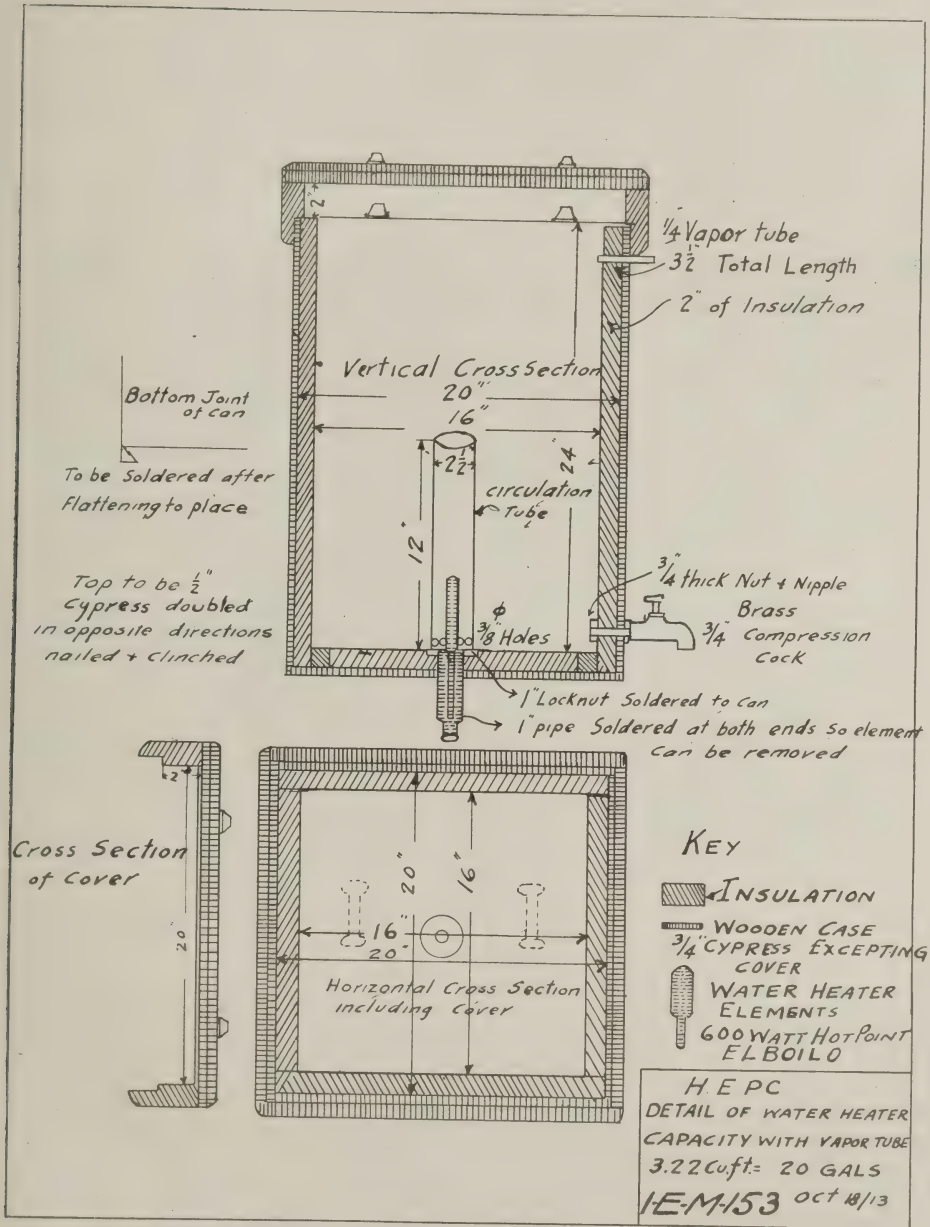 2"
1/4 Vapor tube
3 1/2" Total Length
2" of Insulation
Vertical Cross Section
20"
16"
24"
Bottom Joint
of can
To be Soldered after
Flattening to place
2 1/2"
circulation
Tube
12"
Top to be 1/2"
Cypress doubled
in opposite directions
nailed + Clinched
φ
3/8" Holes
3/4" thick Nut + Nipple
Brass
3/4" Compression
Cock
1" Locknut Soldered to Can
1" pipe Soldered at both ends so element
Can be removed
2"
Cross Section
of Cover
20"
20"
16"
16"
20"
Horizontal Cross Section
including Cover
KEY
INSULATION
WOODEN CASE
3/4" CYPRESS EXCEPTING
COVER
WATER HEATER
ELEMENTS
600 WATT HOTPOINT
ELBOILO
H.E PC
DETAIL OF WATER HEATER
CAPACITY WITH VAPOR TUBE
3.22 Cu.ft. = 20 GALS
1-E-M-153 Oct 18/13